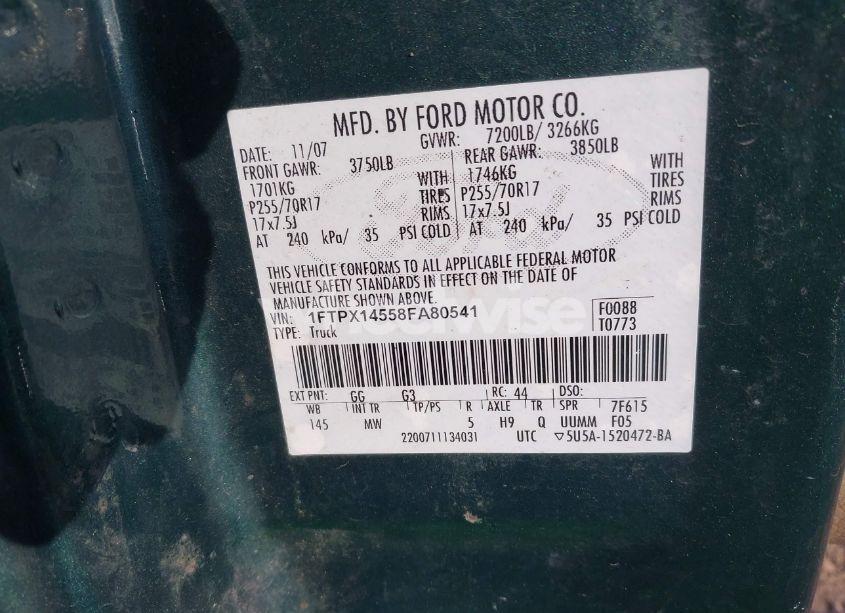 MFD. BY FORD MOTOR CO.
DATE: 11/07 GVWR: 7200LB/ 3266KG
FRONT GAWR: 3750LB REAR GAWR: 3850LB
1701KG WITH 1746KG WITH
P255/70R17 TIRES P255/70R17 TIRES
17x7.5J RIMS 17x7.5J RIMS
AT 240 kPa/ 35 PSI COLD AT 240 kPa/ 35 PSI COLD
THIS VEHICLE CONFORMS TO ALL APPLICABLE FEDERAL MOTOR
VEHICLE SAFETY STANDARDS IN EFFECT ON THE DATE OF
MANUFACTURE SHOWN ABOVE.
VIN: 1FTPX14558FA80541 F0088
TYPE: Truck T0773
EXT PNT: GG G3 RC: 44 DSO:
WB INT TR TP/PS R AXLE TR SPR 7F615
145 MW 5 H9 Q UUMM F05
2200711134031 UTC ▽5U5A-1520472-BA